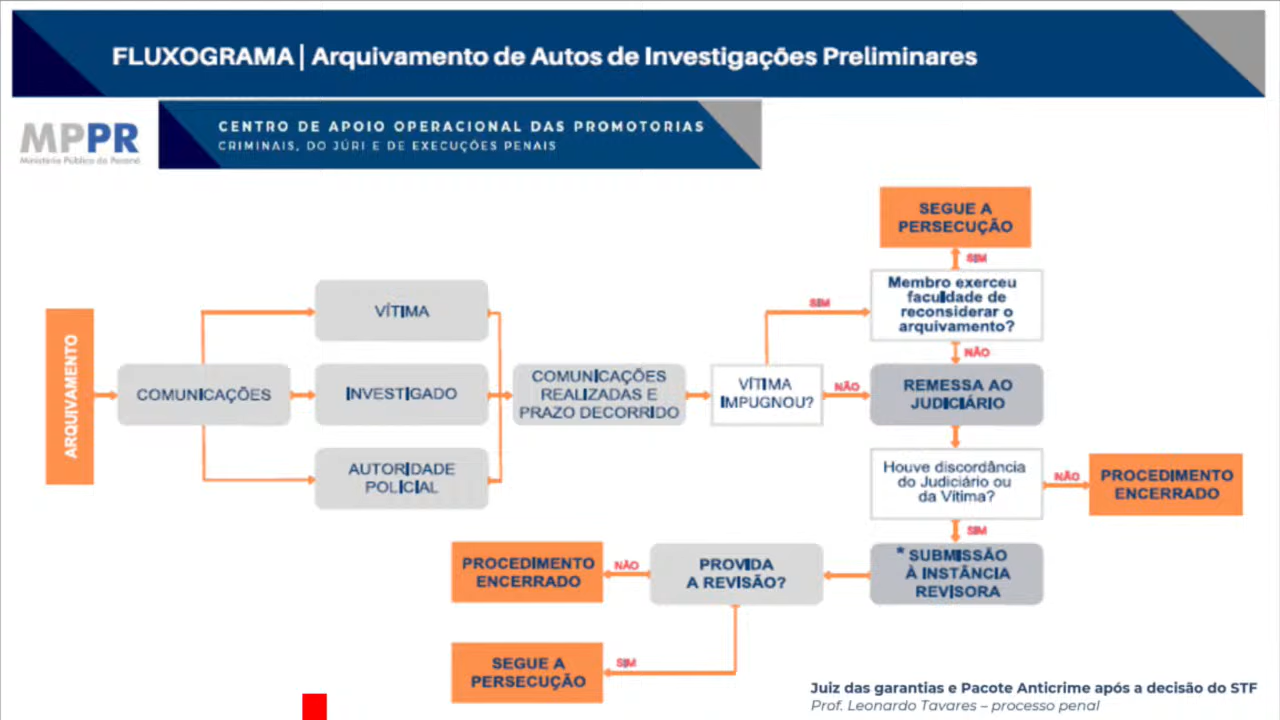 FLUXOGRAMA | Arquivamento de Autos de Investigações Preliminares
MPPR
Ministério Público do Paraná
CENTRO DE APOIO OPERACIONAL DAS PROMOTORIAS
CRIMINAIS, DO JÚRI E DE EXECUÇÕES PENAIS
ARQUIVAMENTO
COMUNICAÇÕES
VÍTIMA
INVESTIGADO
AUTORIDADE
POLICIAL
COMUNICAÇÕES
REALIZADAS E
PRAZO DECORRIDO
VÍTIMA
IMPUGNOU?
SIM
NÃO
SEGUE A
PERSECUÇÃO
SIM
Membro exerceu
faculdade de
reconsiderar o
arquivamento?
NÃO
REMESSA AO
JUDICIÁRIO
Houve discordância
do Judiciário ou
da Vítima?
NÃO
PROCEDIMENTO
ENCERRADO
SIM
* SUBMISSÃO
À INSTÂNCIA
REVISORA
PROVIDA
A REVISÃO?
NÃO
PROCEDIMENTO
ENCERRADO
SIM
SEGUE A
PERSECUÇÃO
Juiz das garantias e Pacote Anticrime após a decisão do STF
Prof. Leonardo Tavares – processo penal